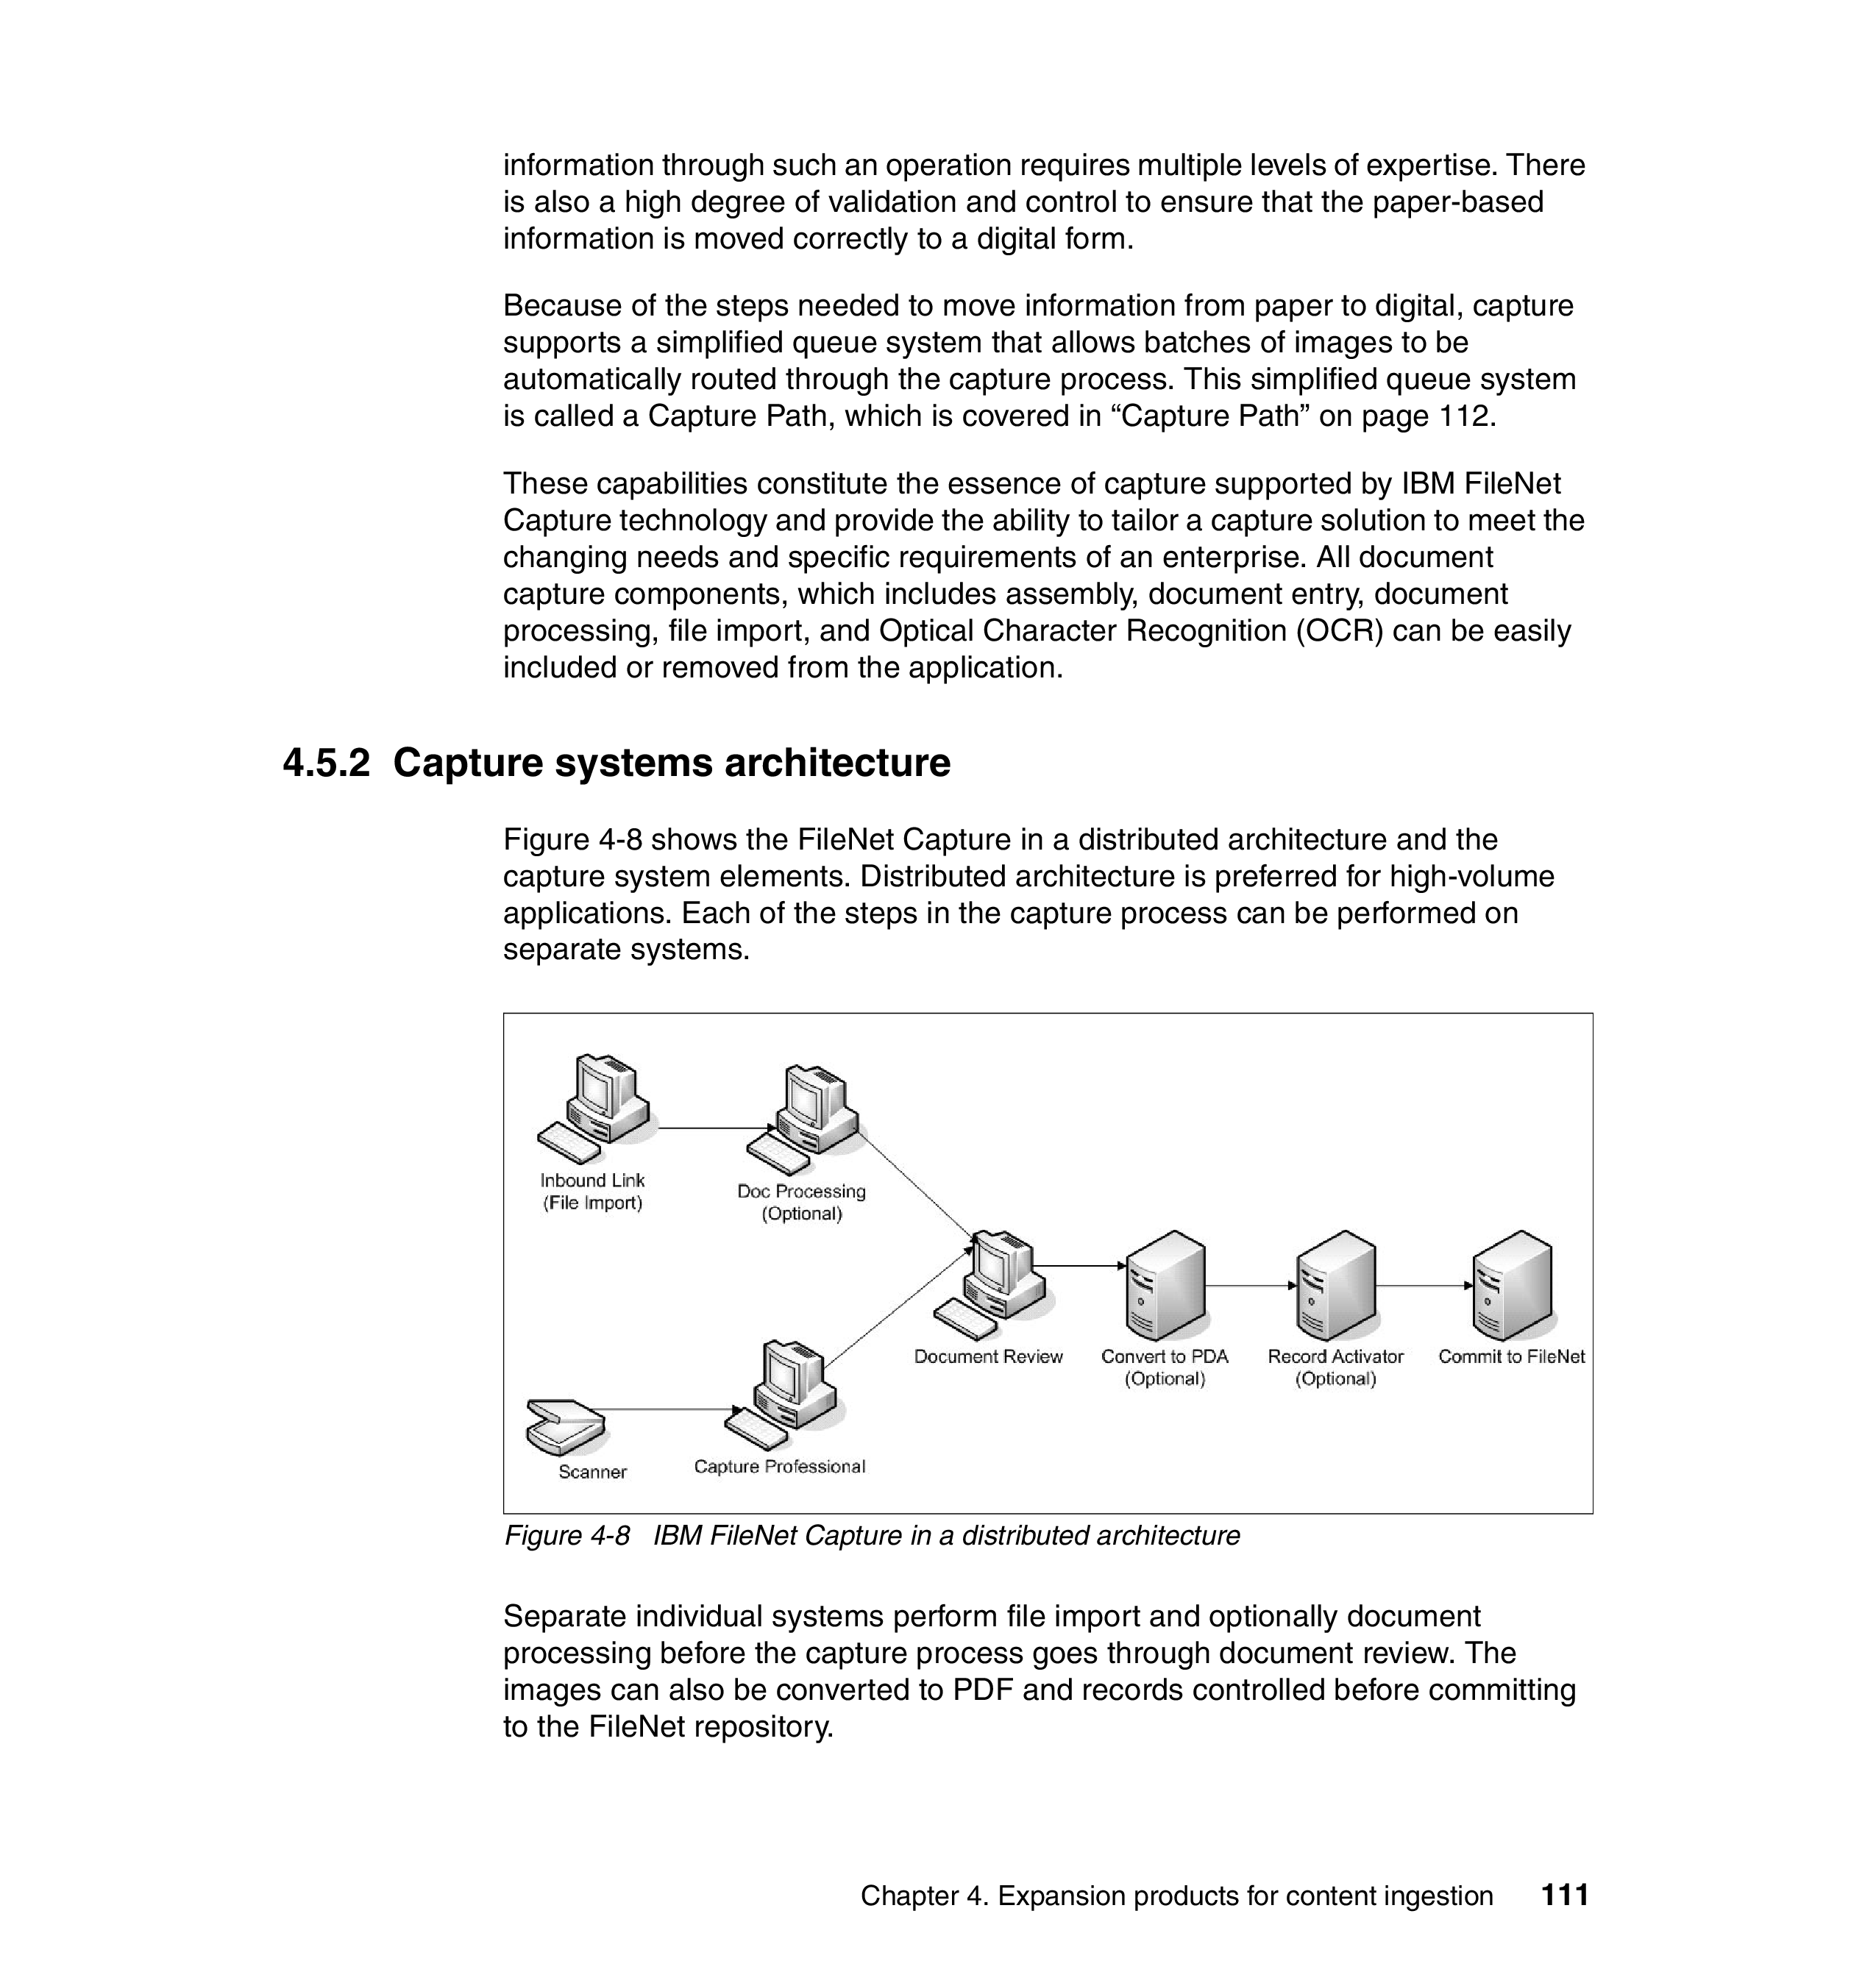 information through such an operation requires multiple levels of expertise. There
is also a high degree of validation and control to ensure that the paper-based
information is moved correctly to a digital form.
Because of the steps needed to move information from paper to digital, capture
supports a simplified queue system that allows batches of images to be
automatically routed through the capture process. This simplified queue system
is called a Capture Path, which is covered in “Capture Path” on page 112.
These capabilities constitute the essence of capture supported by IBM FileNet
Capture technology and provide the ability to tailor a capture solution to meet the
changing needs and specific requirements of an enterprise. All document
capture components, which includes assembly, document entry, document
processing, file import, and Optical Character Recognition (OCR) can be easily
included or removed from the application.
4.5.2 Capture systems architecture
Figure 4-8 shows the FileNet Capture in a distributed architecture and the
capture system elements. Distributed architecture is preferred for high-volume
applications. Each of the steps in the capture process can be performed on
separate systems.
Inbound Link
(File Import)
Doc Processing
(Optional)
Document Review
Convert to PDA
(Optional)
Record Activator
(Optional)
Commit to FileNet
Scanner
Capture Professional
Figure 4-8 IBM FileNet Capture in a distributed architecture
Separate individual systems perform file import and optionally document
processing before the capture process goes through document review. The
images can also be converted to PDF and records controlled before committing
to the FileNet repository.
Chapter 4. Expansion products for content ingestion 111